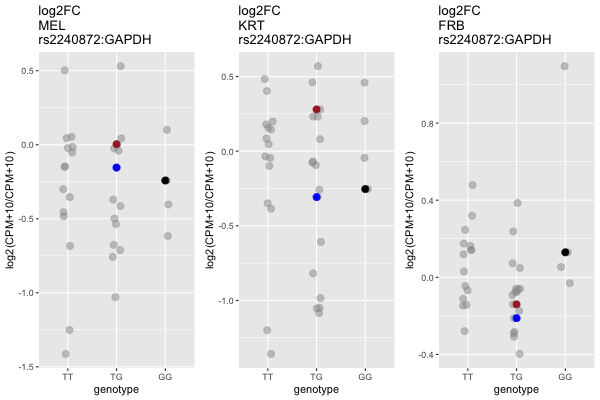 log2FC
MEL
rs2240872:GAPDH
log2(CPM+10/CPM+10 )
0.5
0.0
-0.5
-1.0
-1.5
TT
TG
GG
genotype
log2FC
KRT
rs2240872:GAPDH
log2(CPM+10/CPM+10 )
0.5
0.0
-0.5
-1.0
TT
TG
GG
genotype
log2FC
FRB
rs2240872:GAPDH
log2(CPM+10/CPM+10 )
0.8
0.4
0.0
-0.4
TT
TG
GG
genotype